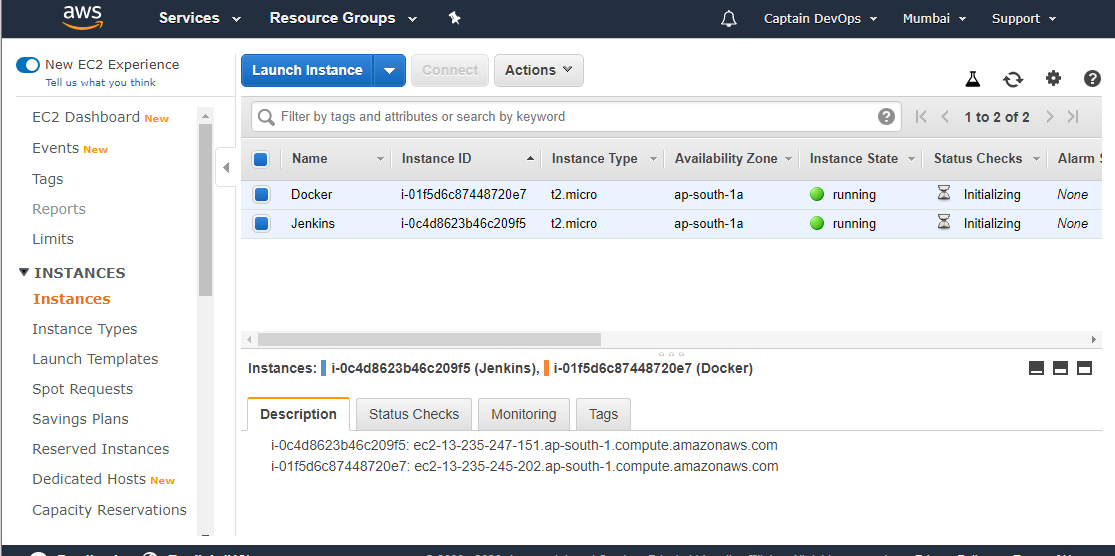 aws Services Resource Groups Captain DevOps Mumbai Support
New EC2 Experience
Tell us what you think
EC2 Dashboard New
Events New
Tags
Reports
Limits
INSTANCES
Instances
Instance Types
Launch Templates
Spot Requests
Savings Plans
Reserved Instances
Dedicated Hosts New
Capacity Reservations
Launch Instance Connect Actions
Filter by tags and attributes or search by keyword 1 to 2 of 2
Name Instance ID Instance Type Availability Zone Instance State Status Checks Alarm
Docker i-01f5d6c87448720e7 t2.micro ap-south-1a running Initializing None
Jenkins i-0c4d8623b46c209f5 t2.micro ap-south-1a running Initializing None
Instances: i-0c4d8623b46c209f5 (Jenkins), i-01f5d6c87448720e7 (Docker)
Description Status Checks Monitoring Tags
i-0c4d8623b46c209f5: ec2-13-235-247-151.ap-south-1.compute.amazonaws.com
i-01f5d6c87448720e7: ec2-13-235-245-202.ap-south-1.compute.amazonaws.com